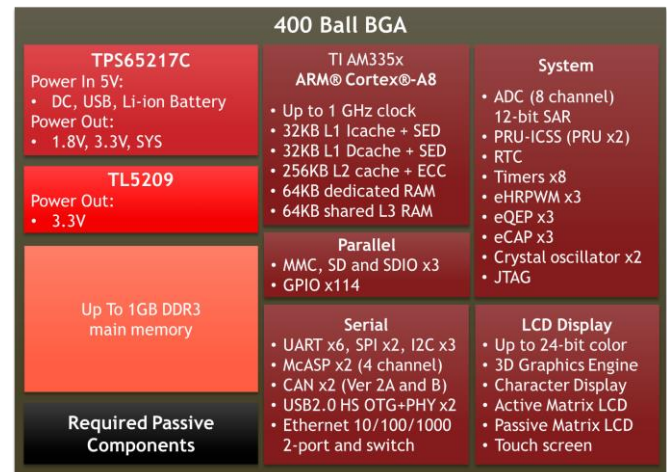 400 Ball BGA
TPS65217C
Power In 5V:
• DC, USB, Li-ion Battery
Power Out:
• 1.8V, 3.3V, SYS
TL5209
Power Out:
• 3.3V
Up To 1GB DDR3
main memory
Required Passive
Components
TI AM335x
ARM® Cortex®-A8
• Up to 1 GHz clock
• 32KB L1 Icache + SED
• 32KB L1 Dcache + SED
• 256KB L2 cache + ECC
• 64KB dedicated RAM
• 64KB shared L3 RAM
Parallel
• MMC, SD and SDIO x3
• GPIO x114
Serial
• UART x6, SPI x2, I2C x3
• McASP x2 (4 channel)
• CAN x2 (Ver 2A and B)
• USB2.0 HS OTG+PHY x2
• Ethernet 10/100/1000
2-port and switch
System
• ADC (8 channel)
12-bit SAR
• PRU-ICSS (PRU x2)
• RTC
• Timers x8
• eHRPWM x3
• eQEP x3
• eCAP x3
• Crystal oscillator x2
• JTAG
LCD Display
• Up to 24-bit color
• 3D Graphics Engine
• Character Display
• Active Matrix LCD
• Passive Matrix LCD
• Touch screen